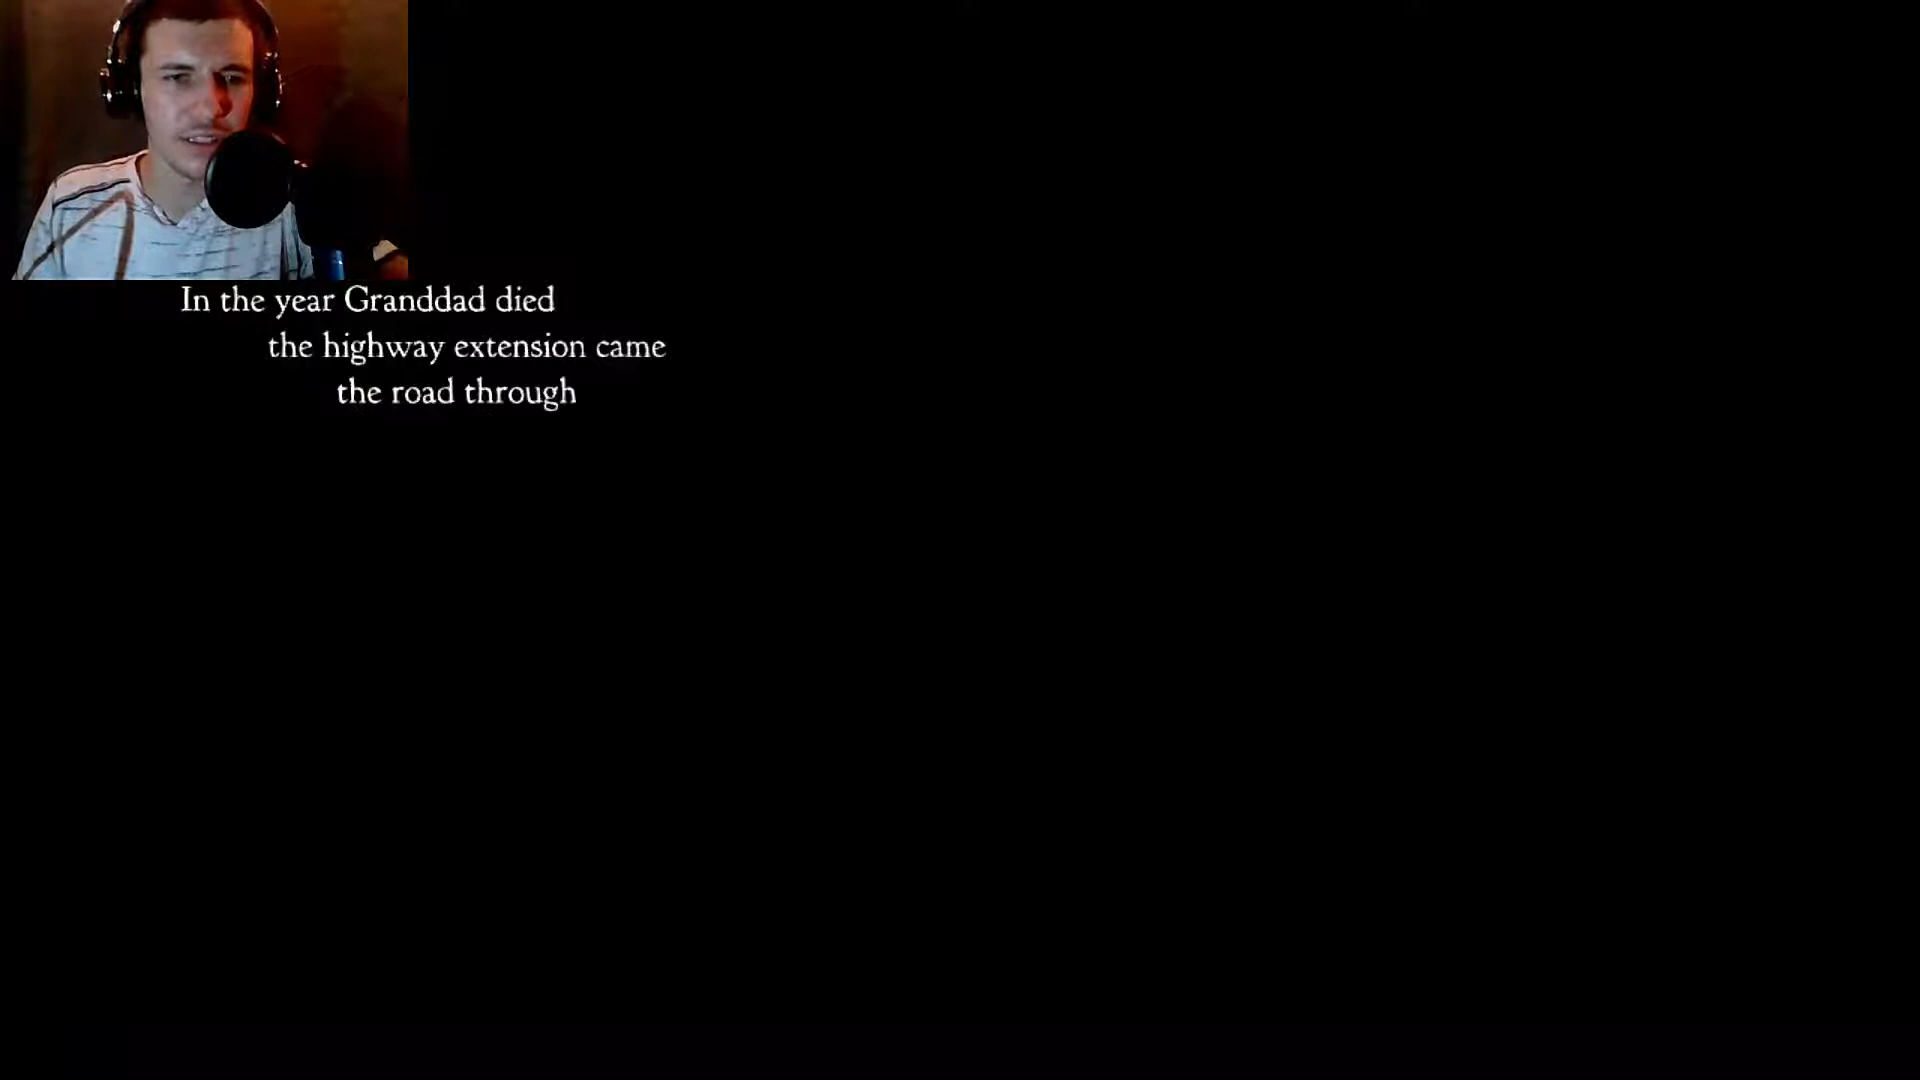 In the year Granddad died
the highway extension came
the road through